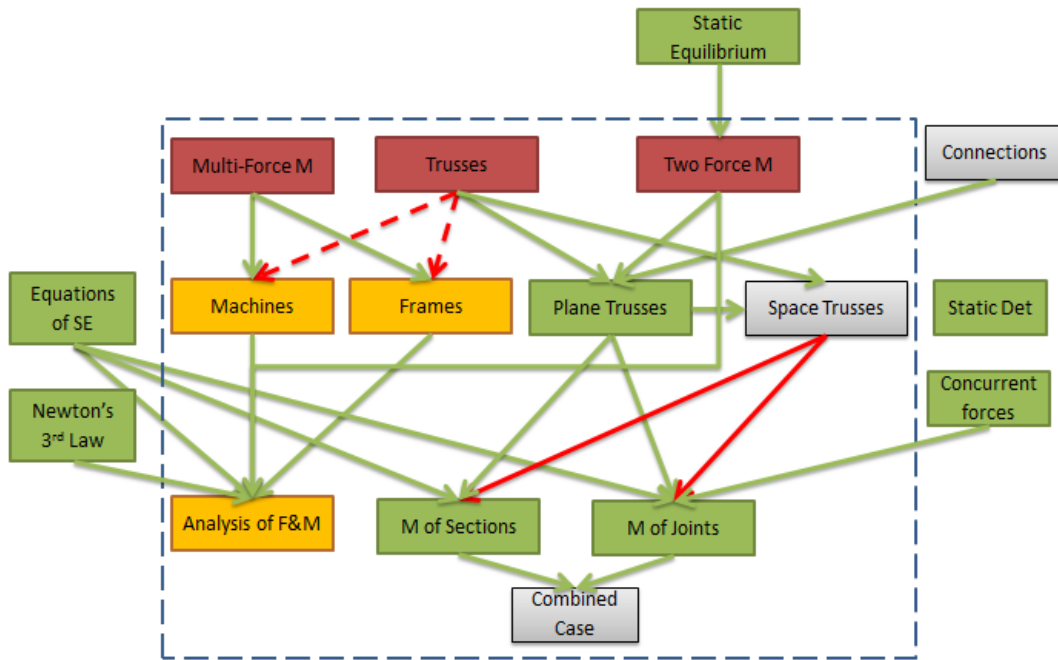 Static
Equilibrium
Multi-Force M
Trusses
Two Force M
Connections
Equations
of SE
Machines
Frames
Plane Trusses
Space Trusses
Static Det
Newton's
3rd Law
Concurrent
forces
Analysis of F&M
M of Sections
M of Joints
Combined
Case